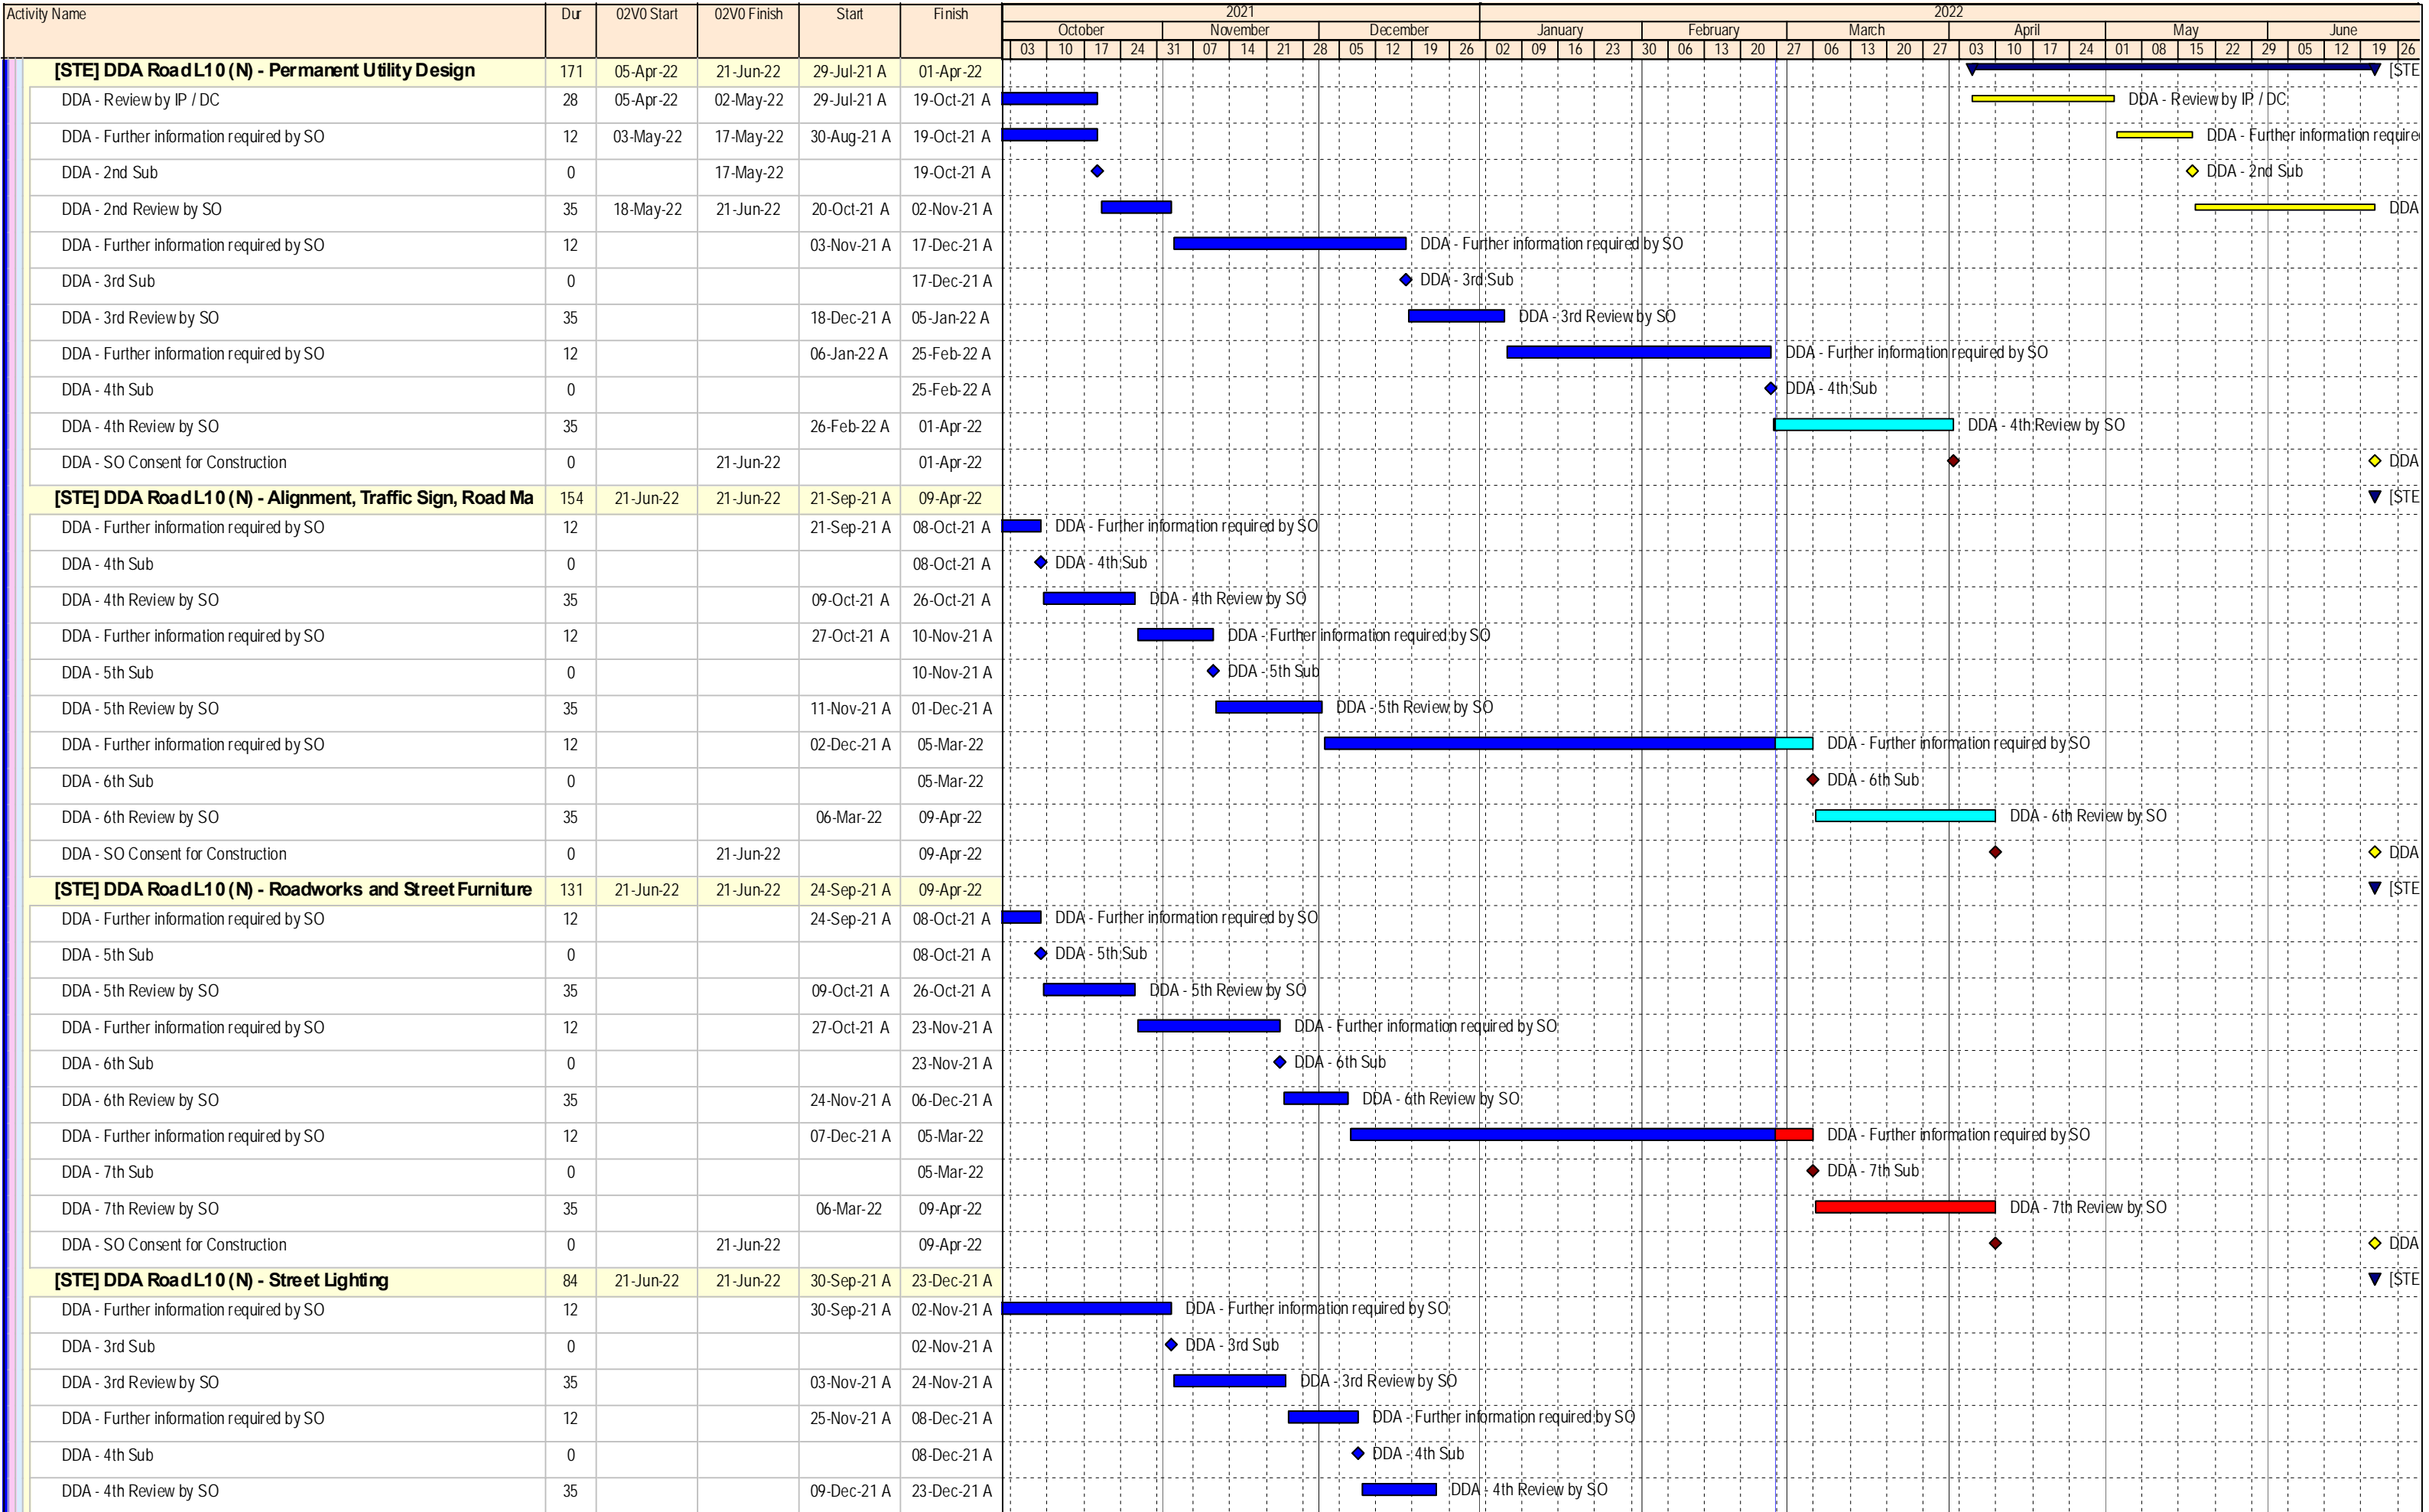 Activity Name Dur 02V0 Start 02V0 Finish Start Finish 2021 2022
October November December January February March April May June
03 10 17 24 31 07 14 21 28 05 12 19 26 02 09 16 23 30 06 13 20 27 06 13 20 27 03 10 17 24 01 08 15 22 29 05 12 19 26
[STE] DDA Road L10 (N) - Permanent Utility Design 171 05-Apr-22 21-Jun-22 29-Jul-21 A 01-Apr-22 [STE
DDA - Review by IP / DC 28 05-Apr-22 02-May-22 29-Jul-21 A 19-Oct-21 A DDA - Review by IP / DC
DDA - Further information required by SO 12 03-May-22 17-May-22 30-Aug-21 A 19-Oct-21 A DDA - Further information require
DDA - 2nd Sub 0 17-May-22 19-Oct-21 A DDA - 2nd Sub
DDA - 2nd Review by SO 35 18-May-22 21-Jun-22 20-Oct-21 A 02-Nov-21 A DDA
DDA - Further information required by SO 12 03-Nov-21 A 17-Dec-21 A DDA - Further information required by SO
DDA - 3rd Sub 0 17-Dec-21 A DDA - 3rd Sub
DDA - 3rd Review by SO 35 18-Dec-21 A 05-Jan-22 A DDA - 3rd Review by SO
DDA - Further information required by SO 12 06-Jan-22 A 25-Feb-22 A DDA - Further information required by SO
DDA - 4th Sub 0 25-Feb-22 A DDA - 4th Sub
DDA - 4th Review by SO 35 26-Feb-22 A 01-Apr-22 DDA - 4th Review by SO
DDA - SO Consent for Construction 0 21-Jun-22 01-Apr-22 DDA
[STE] DDA Road L10 (N) - Alignment, Traffic Sign, Road Ma 154 21-Jun-22 21-Jun-22 21-Sep-21 A 09-Apr-22 [STE
DDA - Further information required by SO 12 21-Sep-21 A 08-Oct-21 A DDA - Further information required by SO
DDA - 4th Sub 0 08-Oct-21 A DDA - 4th Sub
DDA - 4th Review by SO 35 09-Oct-21 A 26-Oct-21 A DDA - 4th Review by SO
DDA - Further information required by SO 12 27-Oct-21 A 10-Nov-21 A DDA - Further information required by SO
DDA - 5th Sub 0 10-Nov-21 A DDA - 5th Sub
DDA - 5th Review by SO 35 11-Nov-21 A 01-Dec-21 A DDA - 5th Review by SO
DDA - Further information required by SO 12 02-Dec-21 A 05-Mar-22 DDA - Further information required by SO
DDA - 6th Sub 0 05-Mar-22 DDA - 6th Sub
DDA - 6th Review by SO 35 06-Mar-22 09-Apr-22 DDA - 6th Review by SO
DDA - SO Consent for Construction 0 21-Jun-22 09-Apr-22 DDA
[STE] DDA Road L10 (N) - Roadworks and Street Furniture 131 21-Jun-22 21-Jun-22 24-Sep-21 A 09-Apr-22 [STE
DDA - Further information required by SO 12 24-Sep-21 A 08-Oct-21 A DDA - Further information required by SO
DDA - 5th Sub 0 08-Oct-21 A DDA - 5th Sub
DDA - 5th Review by SO 35 09-Oct-21 A 26-Oct-21 A DDA - 5th Review by SO
DDA - Further information required by SO 12 27-Oct-21 A 23-Nov-21 A DDA - Further information required by SO
DDA - 6th Sub 0 23-Nov-21 A DDA - 6th Sub
DDA - 6th Review by SO 35 24-Nov-21 A 06-Dec-21 A DDA - 6th Review by SO
DDA - Further information required by SO 12 07-Dec-21 A 05-Mar-22 DDA - Further information required by SO
DDA - 7th Sub 0 05-Mar-22 DDA - 7th Sub
DDA - 7th Review by SO 35 06-Mar-22 09-Apr-22 DDA - 7th Review by SO
DDA - SO Consent for Construction 0 21-Jun-22 09-Apr-22 DDA
[STE] DDA Road L10 (N) - Street Lighting 84 21-Jun-22 21-Jun-22 30-Sep-21 A 23-Dec-21 A [STE
DDA - Further information required by SO 12 30-Sep-21 A 02-Nov-21 A DDA - Further information required by SO
DDA - 3rd Sub 0 02-Nov-21 A DDA - 3rd Sub
DDA - 3rd Review by SO 35 03-Nov-21 A 24-Nov-21 A DDA - 3rd Review by SO
DDA - Further information required by SO 12 25-Nov-21 A 08-Dec-21 A DDA - Further information required by SO
DDA - 4th Sub 0 08-Dec-21 A DDA - 4th Sub
DDA - 4th Review by SO 35 09-Dec-21 A 23-Dec-21 A DDA - 4th Review by SO